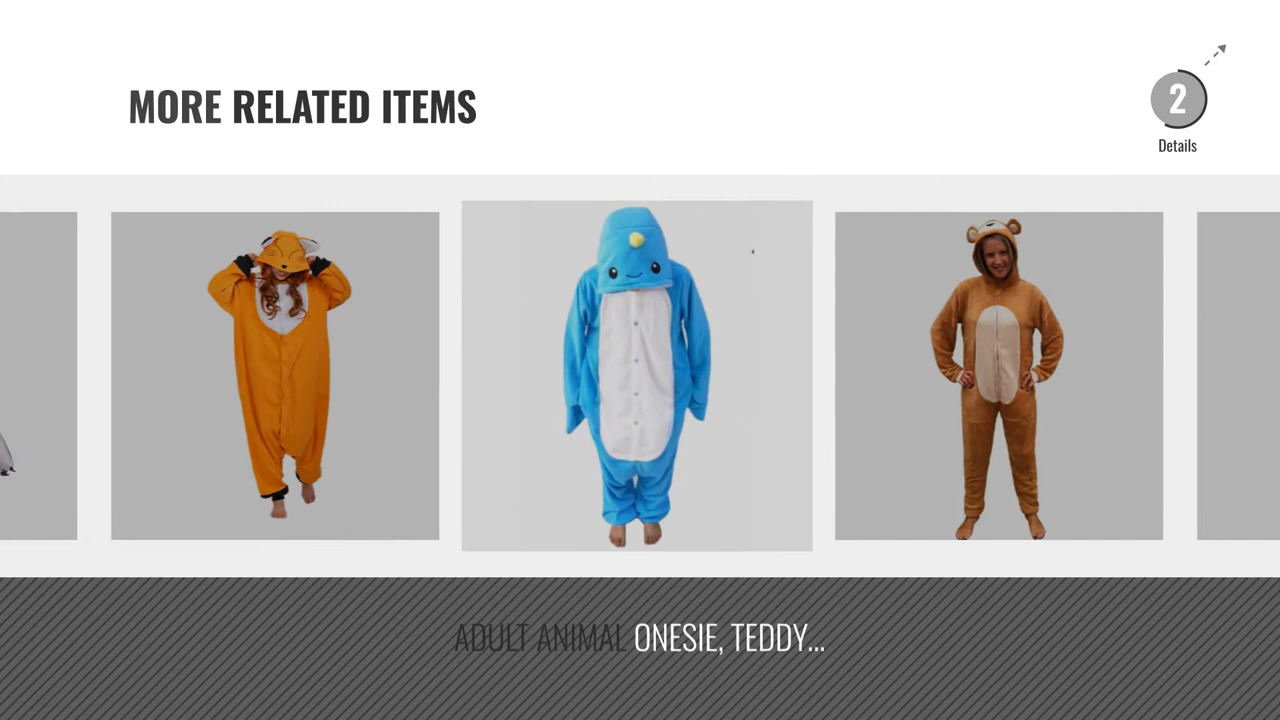 MORE RELATED ITEMS
2
Details
ADULT ANIMAL ONESIE, TEDDY...